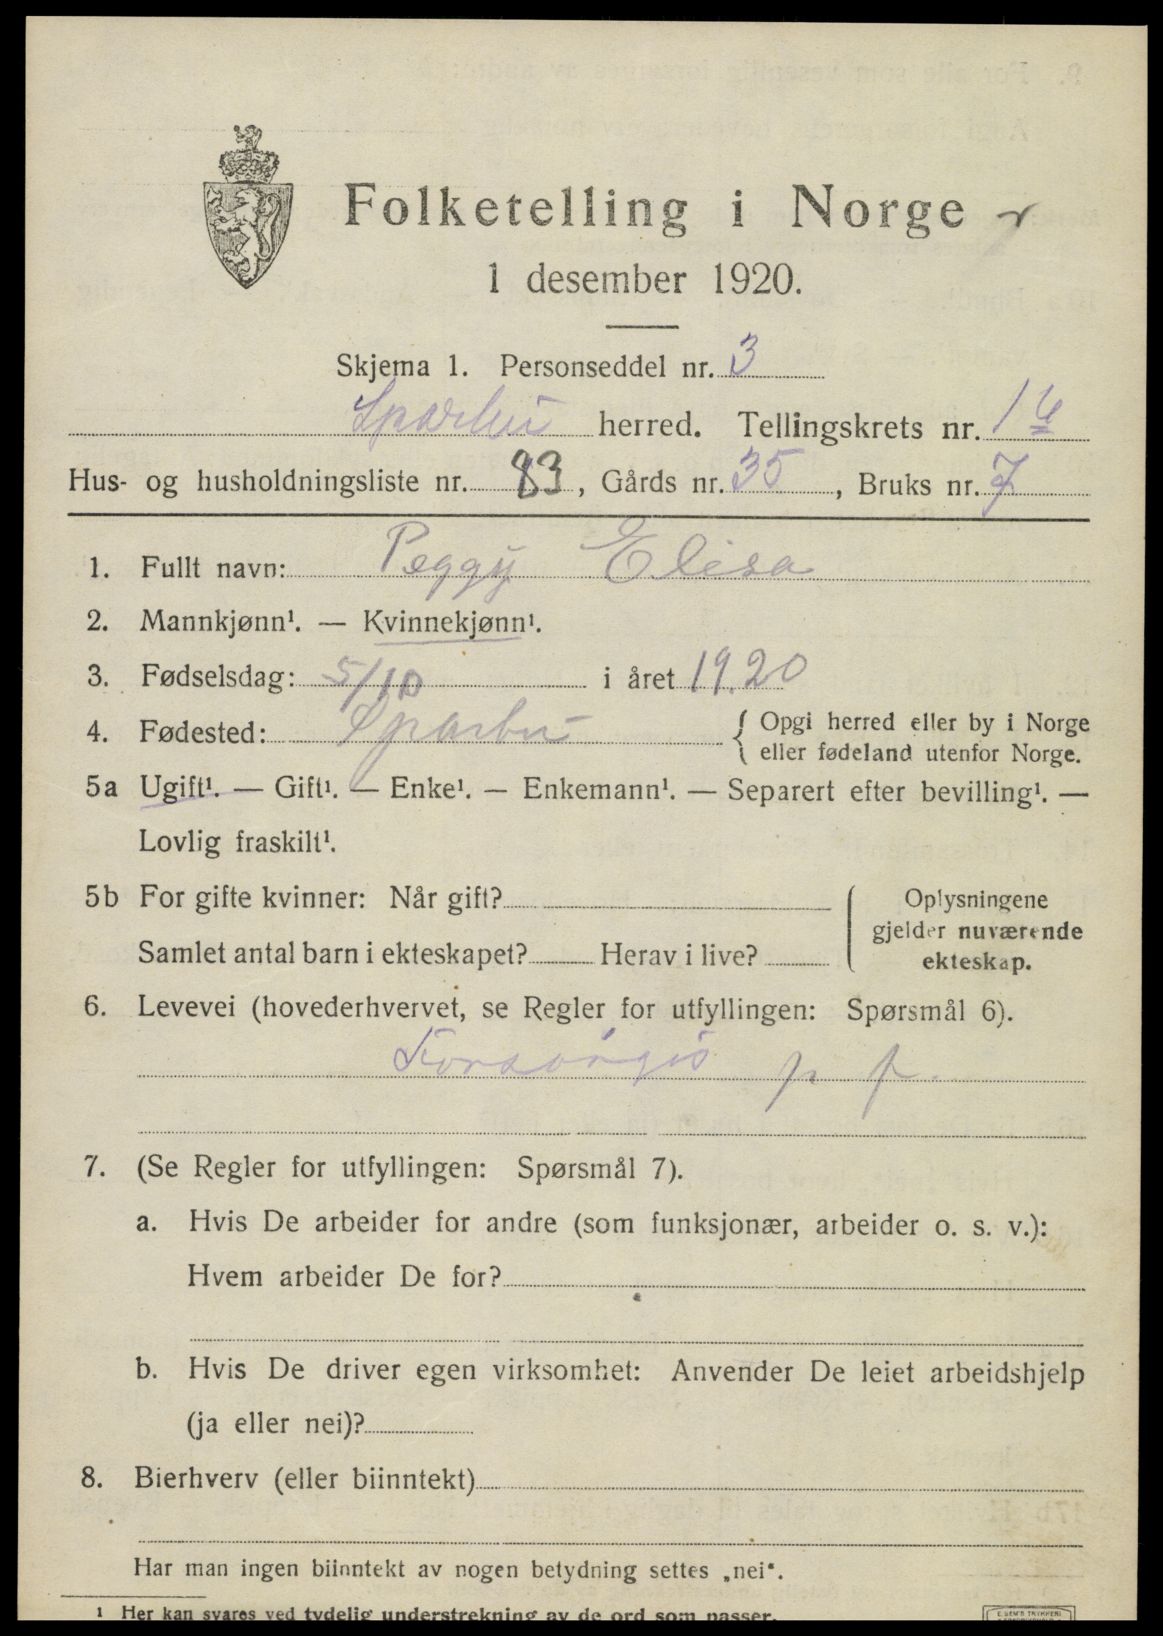 Folketelling i Norge
1 desember 1920.
Skjema 1. Personseddel nr. 3
Sparbu herred. Tellingskrets nr. 16
Hus- og husholdningsliste nr. 83, Gårds nr. 35, Bruks nr. 7
1. Fullt navn: Peggy Elisa
2. Mannkjønn¹. — Kvinnekjønn¹.
3. Fødselsdag: 5/10 i året 1920
4. Fødested: Sparbu { Opgi herred eller by i Norge
eller fødeland utenfor Norge.
5a Ugift¹. — Gift¹. — Enke¹. — Enkemann¹. — Separert efter bevilling¹. —
Lovlig fraskilt¹.
5b For gifte kvinner: Når gift?
Samlet antal barn i ekteskapet? Herav i live?
Oplysningene
gjelder nuværende
ekteskap.
6. Levevei (hovederhvervet, se Regler for utfyllingen: Spørsmål 6).
Forsørges p. f.
7. (Se Regler for utfyllingen: Spørsmål 7).
a. Hvis De arbeider for andre (som funksjonær, arbeider o. s. v.):
Hvem arbeider De for?
b. Hvis De driver egen virksomhet: Anvender De leiet arbeidshjelp
(ja eller nei)?
8. Bierhverv (eller biinntekt)
Har man ingen biinntekt av nogen betydning settes „nei“.
¹ Her kan svares ved tydelig understrekning av de ord som passer.